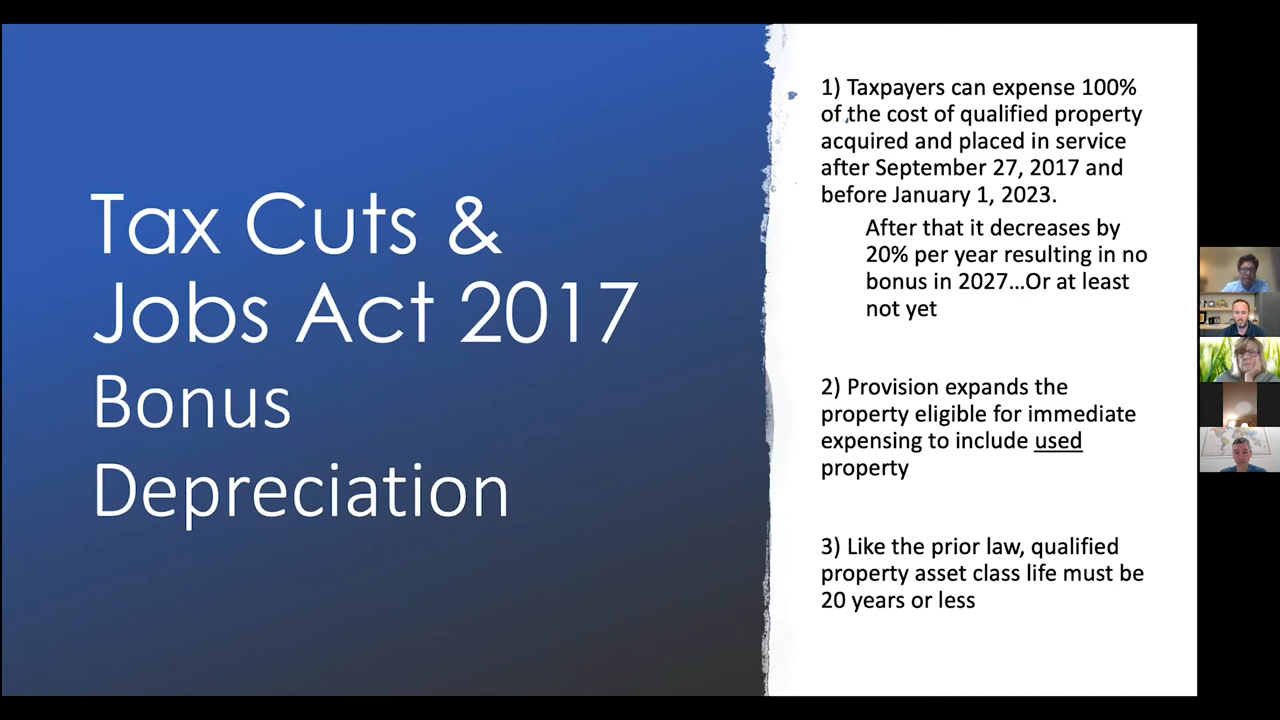 Tax Cuts &
Jobs Act 2017
Bonus
Depreciation
1) Taxpayers can expense 100%
of the cost of qualified property
acquired and placed in service
after September 27, 2017 and
before January 1, 2023.
After that it decreases by
20% per year resulting in no
bonus in 2027...Or at least
not yet
2) Provision expands the
property eligible for immediate
expensing to include used
property
3) Like the prior law, qualified
property asset class life must be
20 years or less